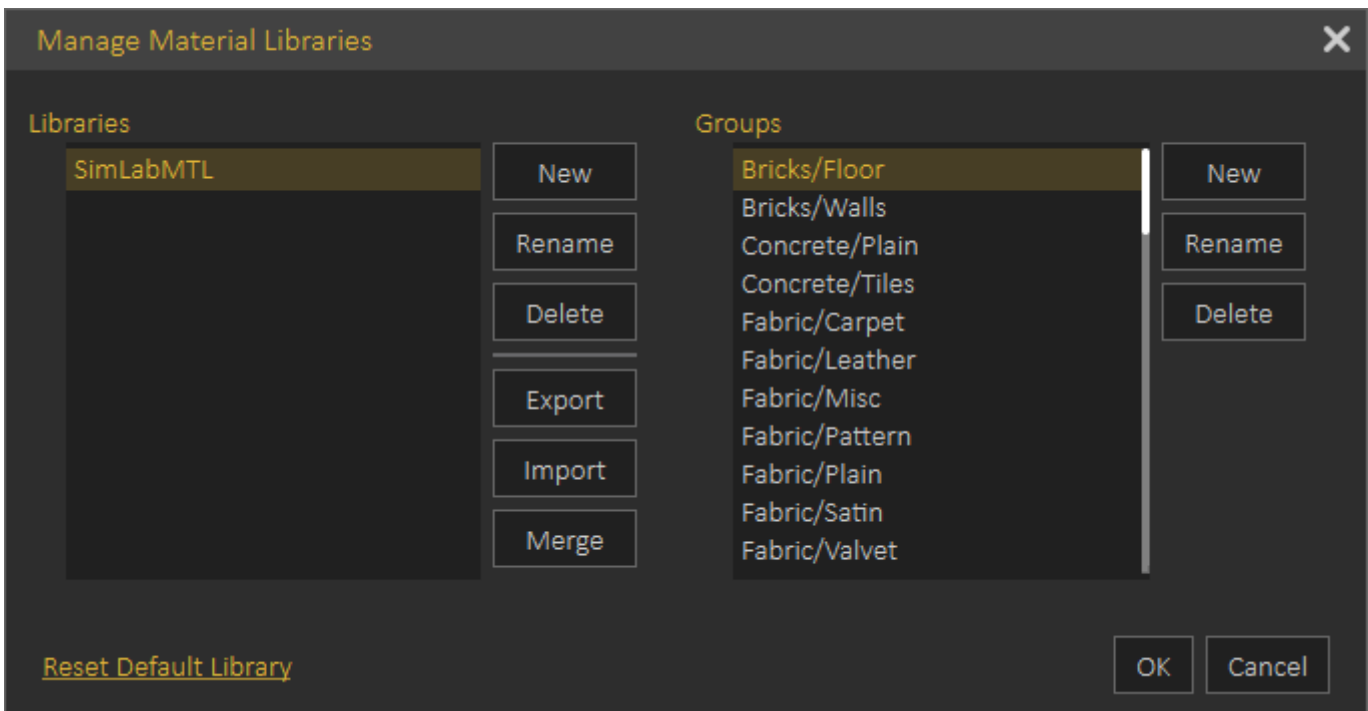 Manage Material Libraries
Libraries
SimLabMTL
New
Rename
Delete
Export
Import
Merge
Groups
Bricks/Floor
Bricks/Walls
Concrete/Plain
Concrete/Tiles
Fabric/Carpet
Fabric/Leather
Fabric/Misc
Fabric/Pattern
Fabric/Plain
Fabric/Satin
Fabric/Valvet
New
Rename
Delete
Reset Default Library
OK
Cancel